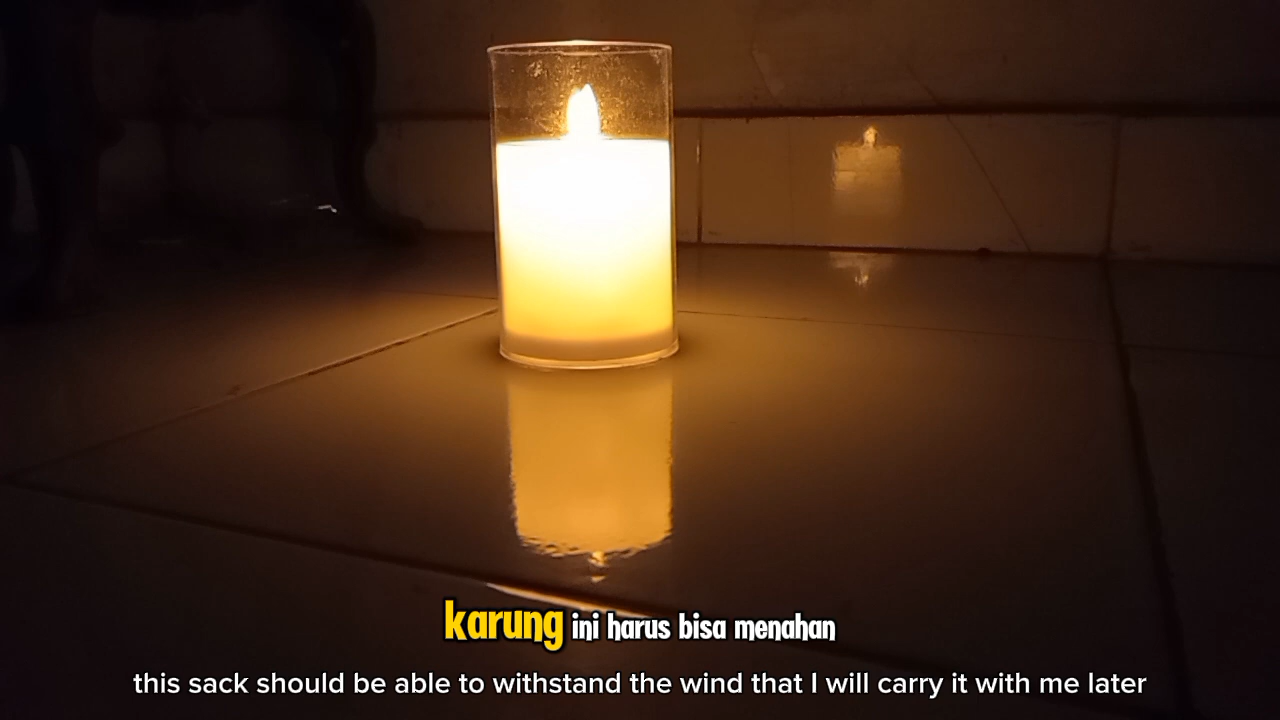 karung ini harus bisa menahan
this sack should be able to withstand the wind that I will carry it with me later